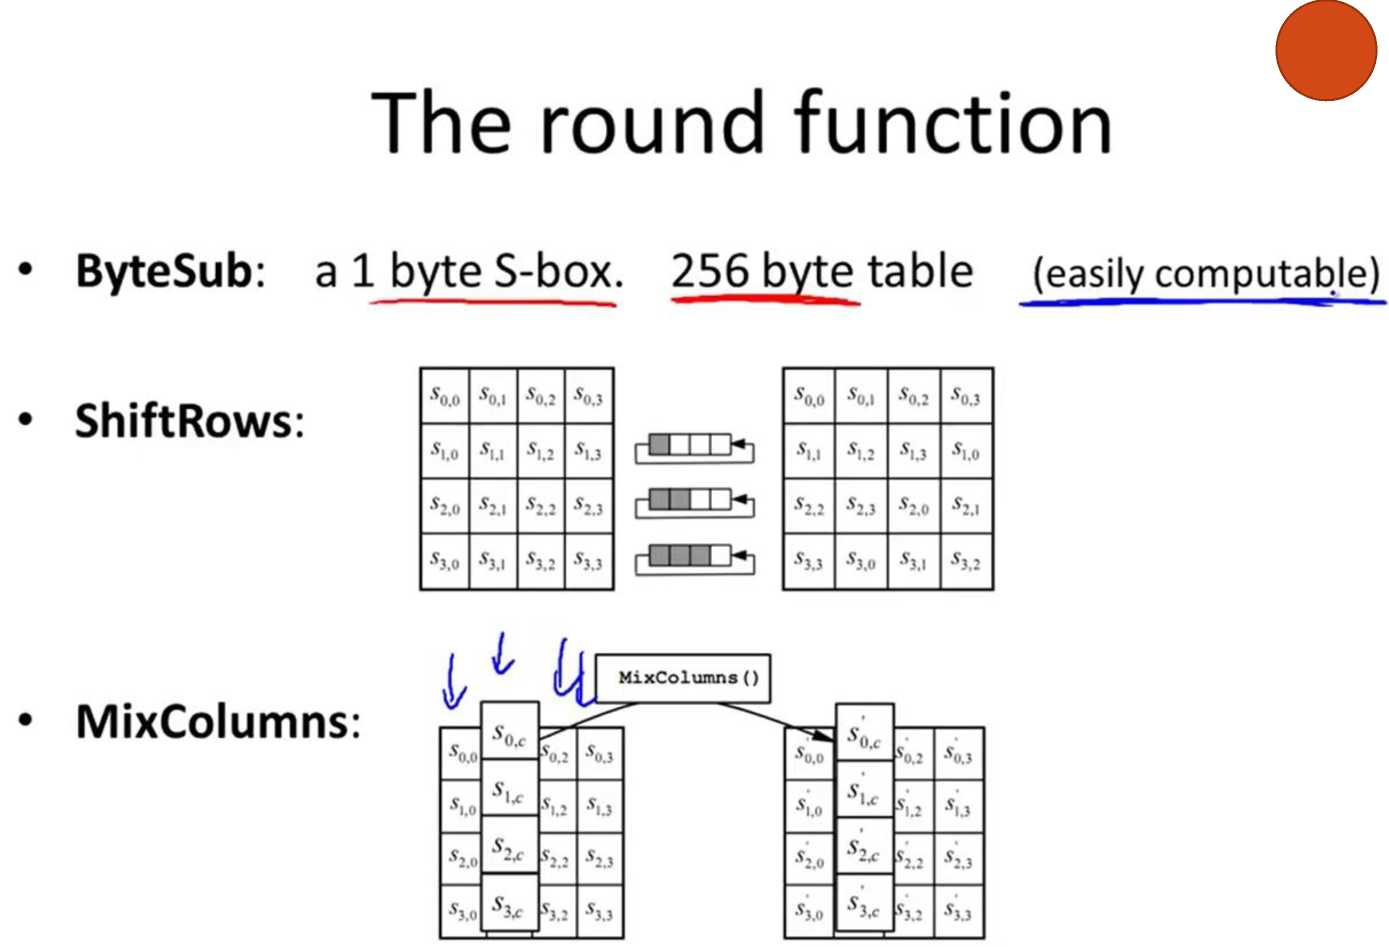 The round function
• ByteSub: a 1 byte S-box. 256 byte table (easily computable)
• ShiftRows:
s0,0 s0,1 s0,2 s0,3
s1,0 s1,1 s1,2 s1,3
s2,0 s2,1 s2,2 s2,3
s3,0 s3,1 s3,2 s3,3
s0,0 s0,1 s0,2 s0,3
s1,1 s1,2 s1,3 s1,0
s2,2 s2,3 s2,0 s2,1
s3,3 s3,0 s3,1 s3,2
• MixColumns:
MixColumns()
s0,0 s0,c s0,2 s0,3
s1,0 s1,c s1,2 s1,3
s2,0 s2,c s2,2 s2,3
s3,0 s3,c s3,2 s3,3
s'0,0 s'0,c s'0,2 s'0,3
s'1,0 s'1,c s'1,2 s'1,3
s'2,0 s'2,c s'2,2 s'2,3
s'3,0 s'3,c s'3,2 s'3,3